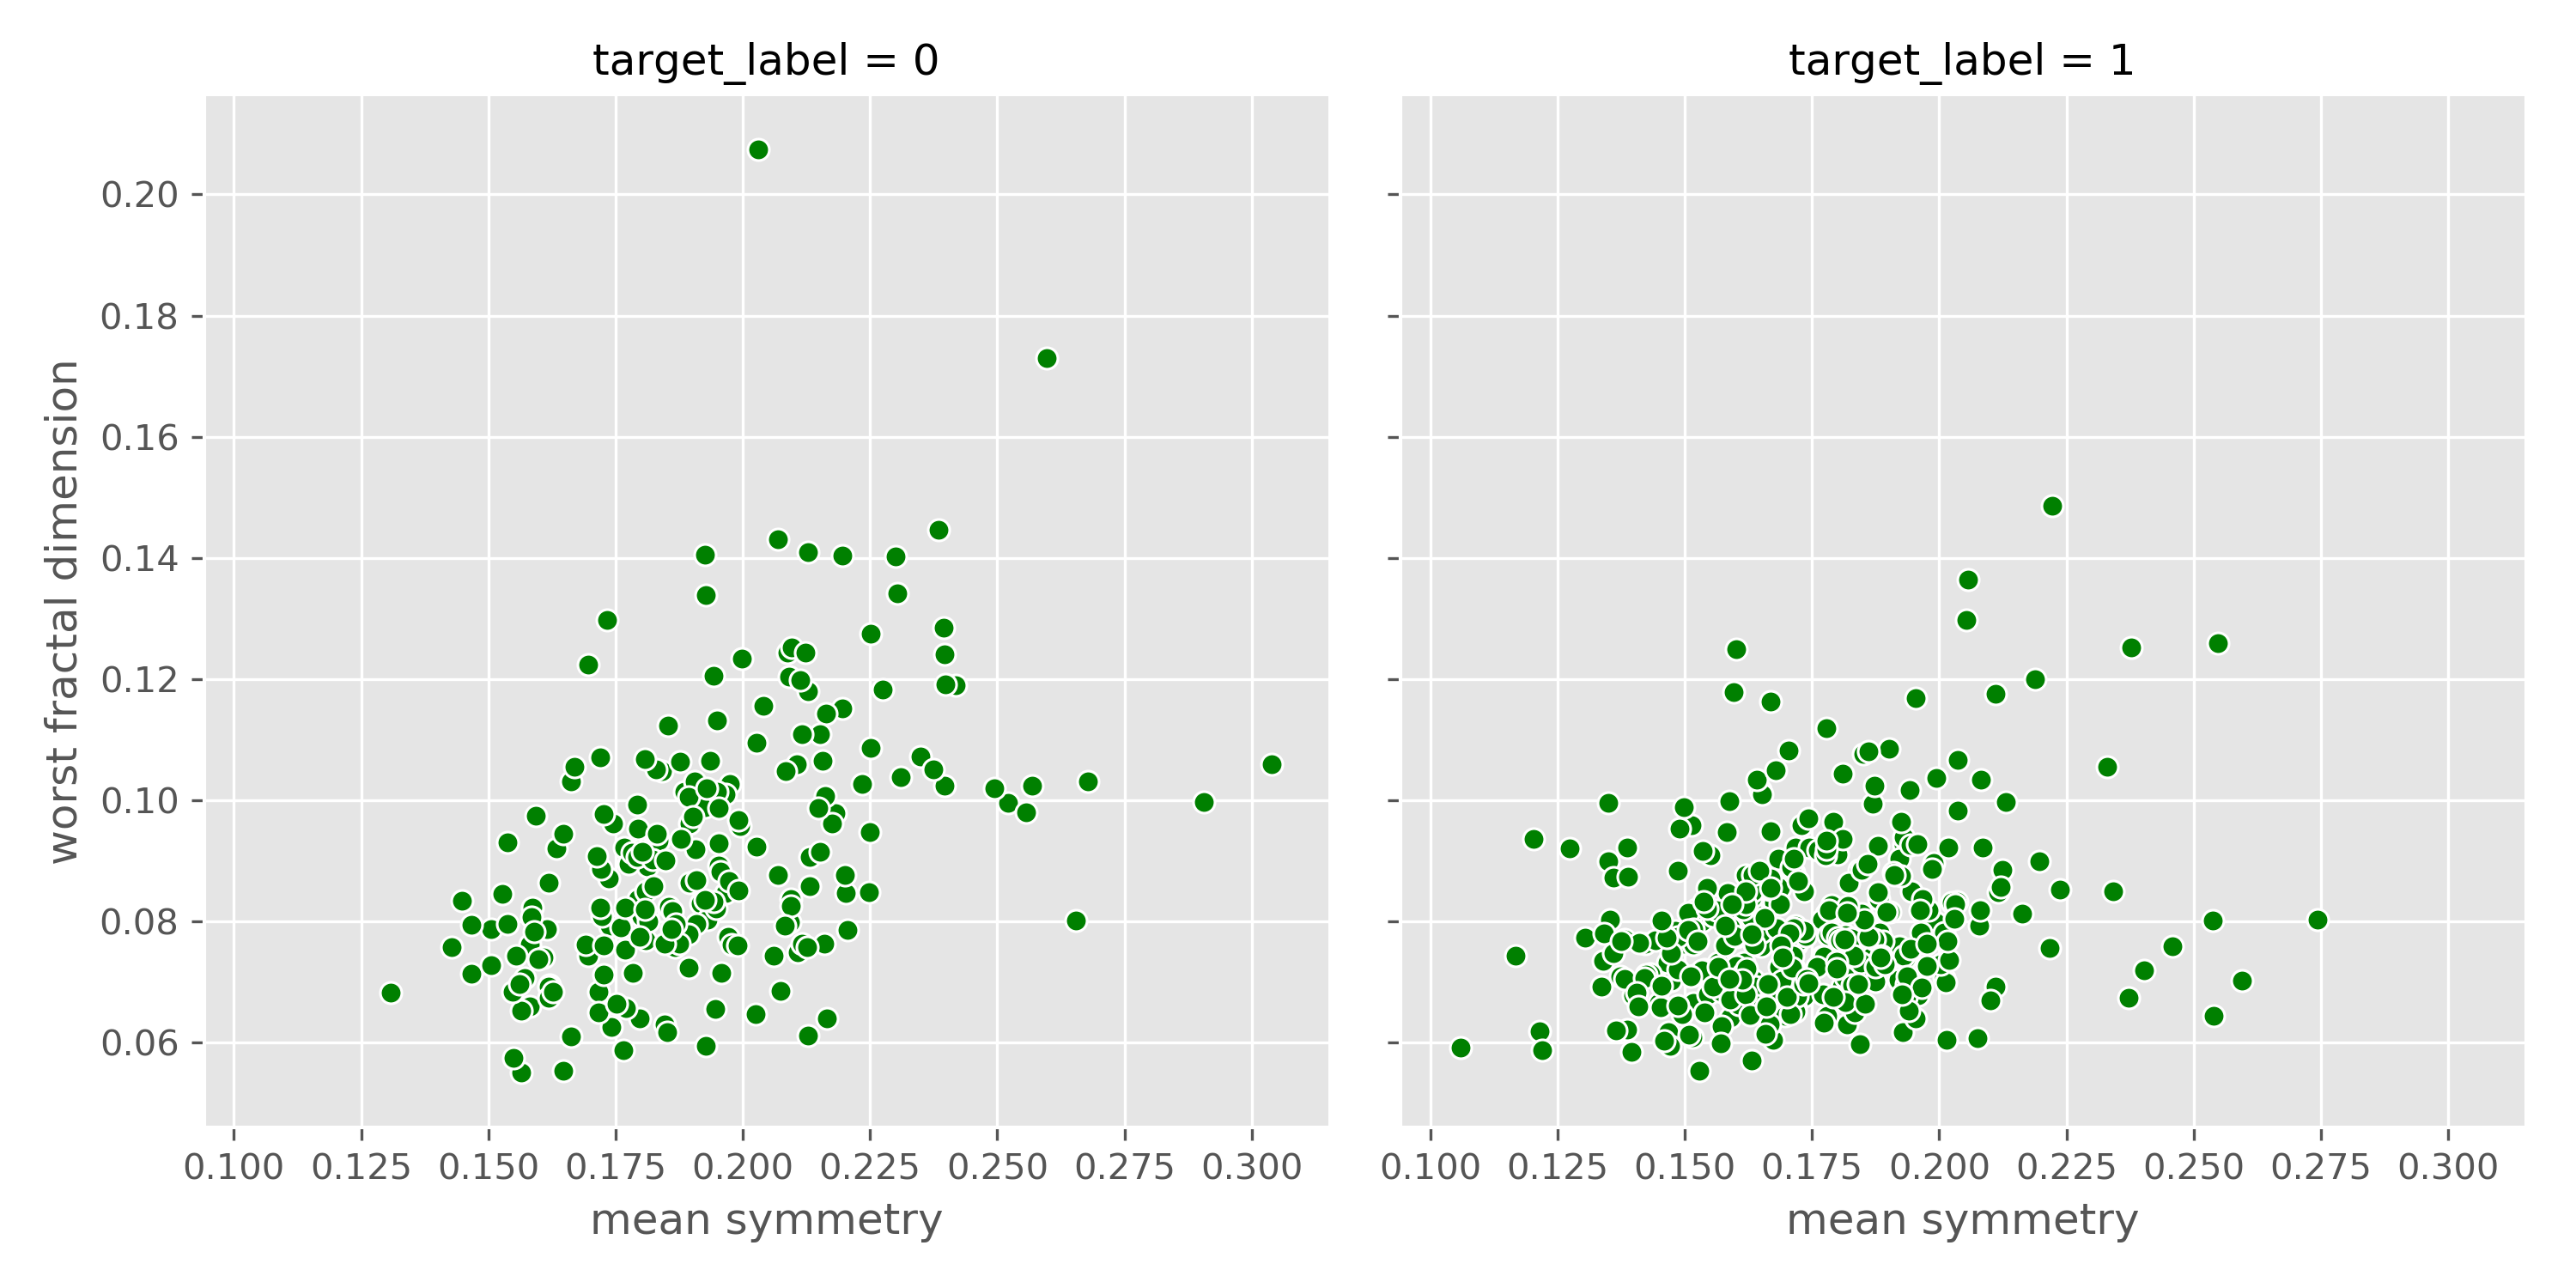 target_label = 0
target_label = 1
worst fractal dimension
0.20
0.18
0.16
0.14
0.12
0.10
0.08
0.06
0.100 0.125 0.150 0.175 0.200 0.225 0.250 0.275 0.300
0.100 0.125 0.150 0.175 0.200 0.225 0.250 0.275 0.300
mean symmetry
mean symmetry